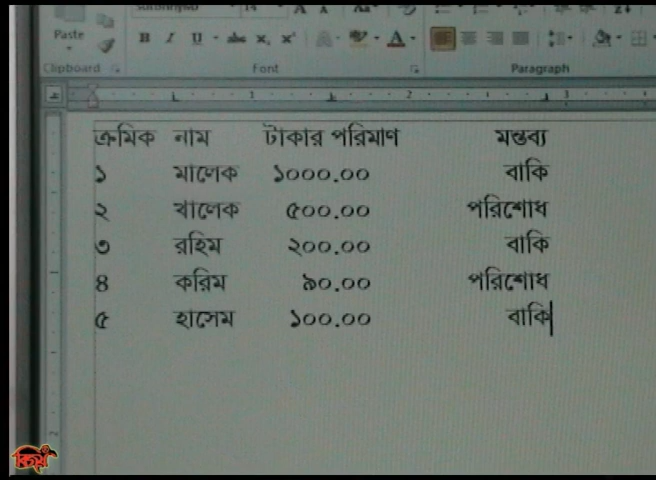 Paste
B I U abc x, x² A
Clipboard Font Paragraph
ক্রমিক নাম টাকার পরিমাণ মন্তব্য
১ মালেক ১০০০.০০ বাকি
২ খালেক ৫০০.০০ পরিশোধ
৩ রহিম ২০০.০০ বাকি
৪ করিম ৯০.০০ পরিশোধ
৫ হাসেম ১০০.০০ বাকি